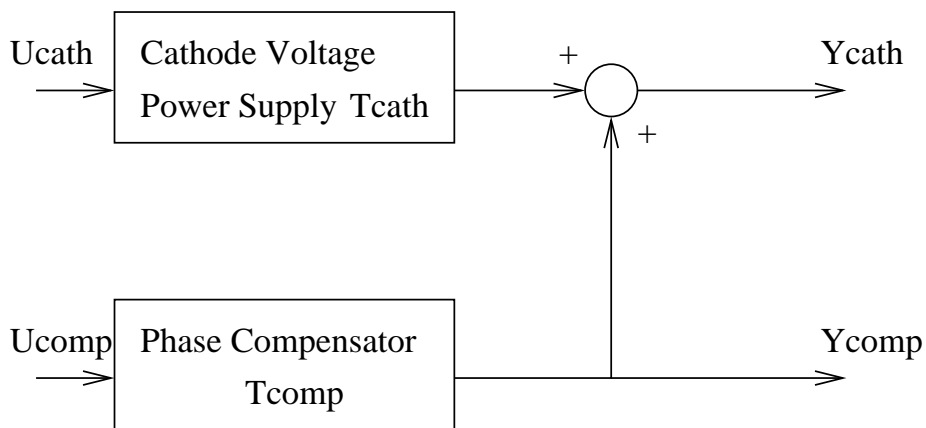 Ucath
Cathode Voltage
Power Supply Tcath
+
Ycath
+
Ucomp
Phase Compensator
Tcomp
Ycomp